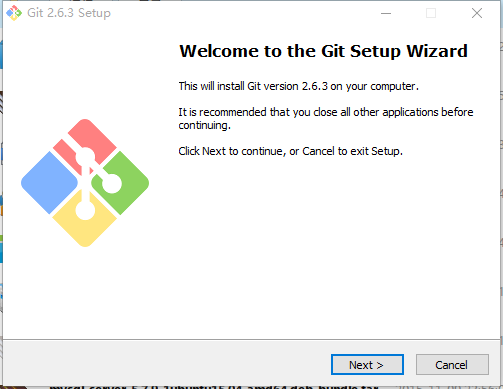 Git 2.6.3 Setup
Welcome to the Git Setup Wizard
This will install Git version 2.6.3 on your computer.
It is recommended that you close all other applications before
continuing.
Click Next to continue, or Cancel to exit Setup.
Next >
Cancel